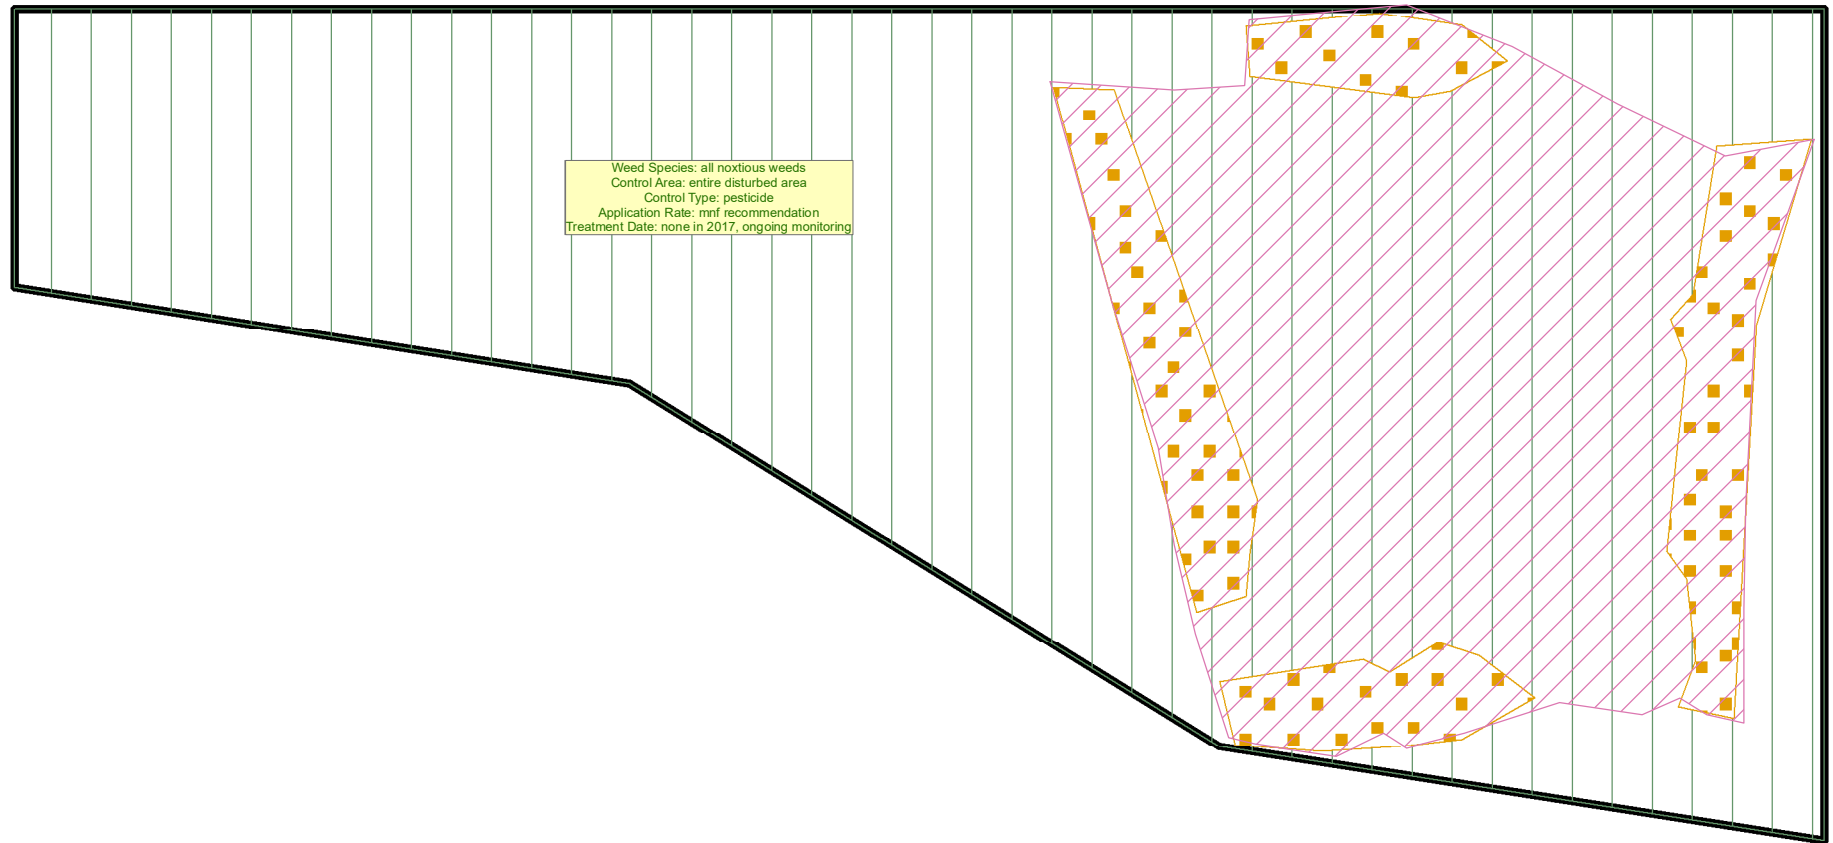 Weed Species: all noxtious weeds
Control Area: entire disturbed area
Control Type: pesticide
Application Rate: mnf recommendation
Treatment Date: none in 2017, ongoing monitoring